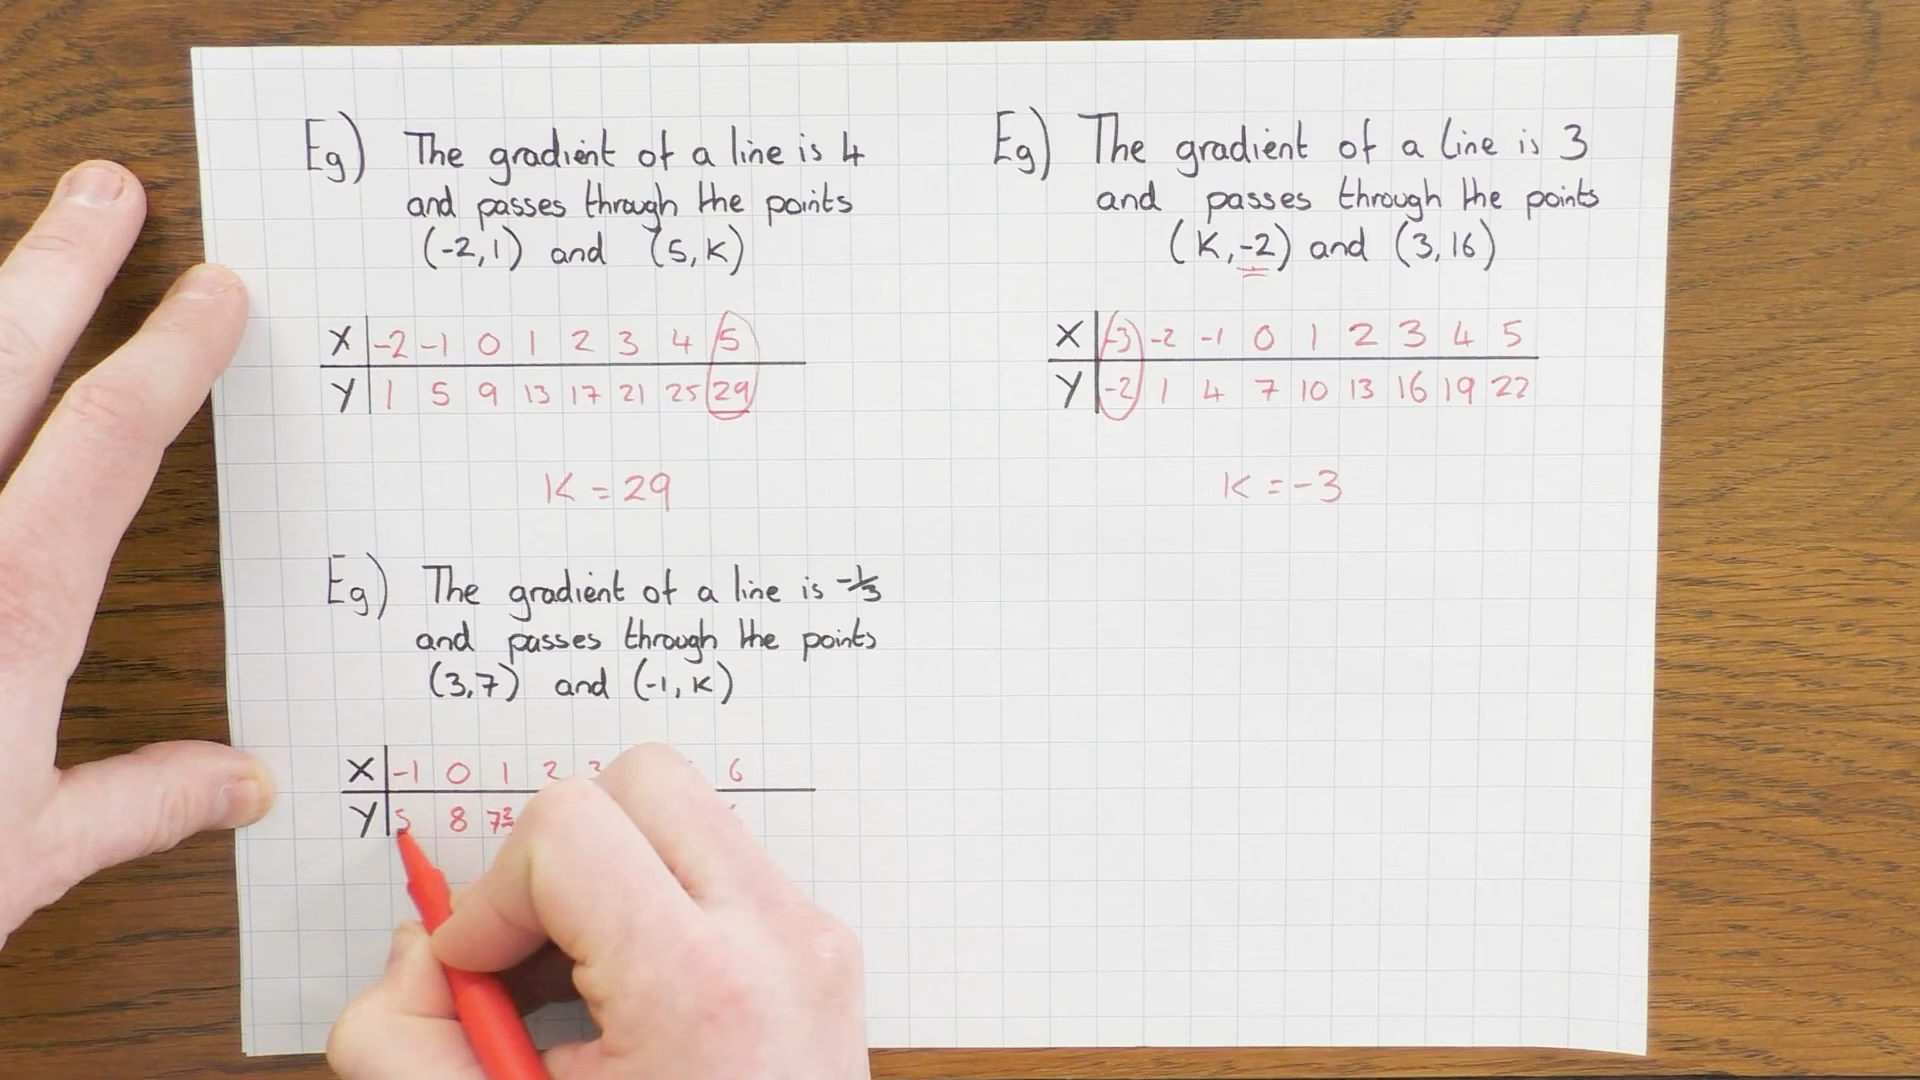 Eg) The gradient of a line is 4
and passes through the points
(-2,1) and (5,K)
X -2 -1 0 1 2 3 4 5
Y 1 5 9 13 17 21 25 29
K = 29
Eg) The gradient of a line is 3
and passes through the points
(K,-2) and (3,16)
X -3 -2 -1 0 1 2 3 4 5
Y -2 1 4 7 10 13 16 19 22
K = -3
Eg) The gradient of a line is -1/3
and passes through the points
(3,7) and (-1,K)
X -1 0 1 2 6
Y 8